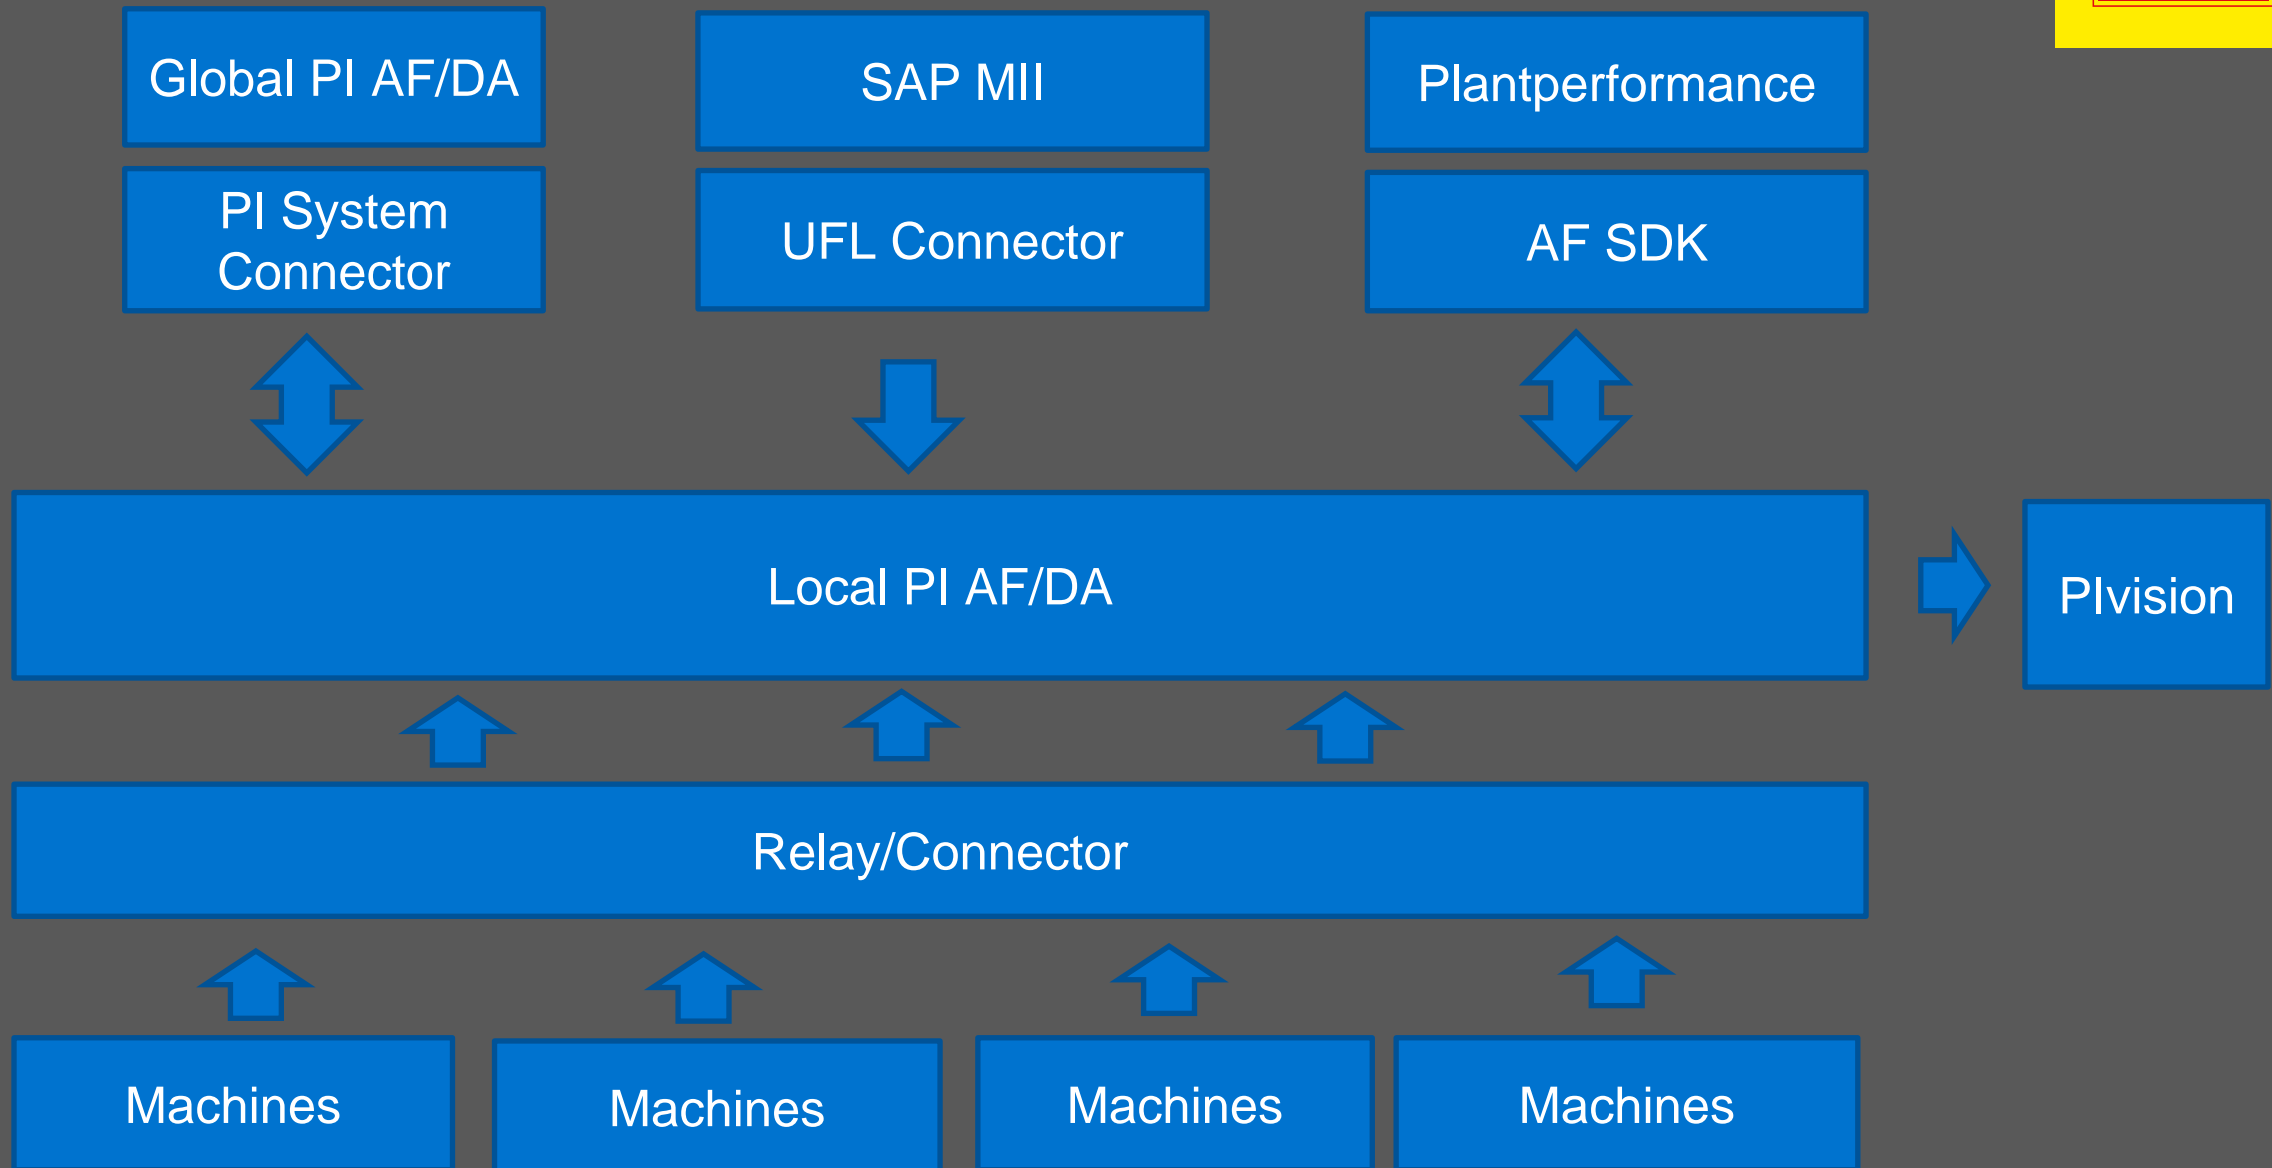 Global PI AF/DA
SAP MII
Plantperformance
PI System
Connector
UFL Connector
AF SDK
Local PI AF/DA
PIvision
Relay/Connector
Machines
Machines
Machines
Machines